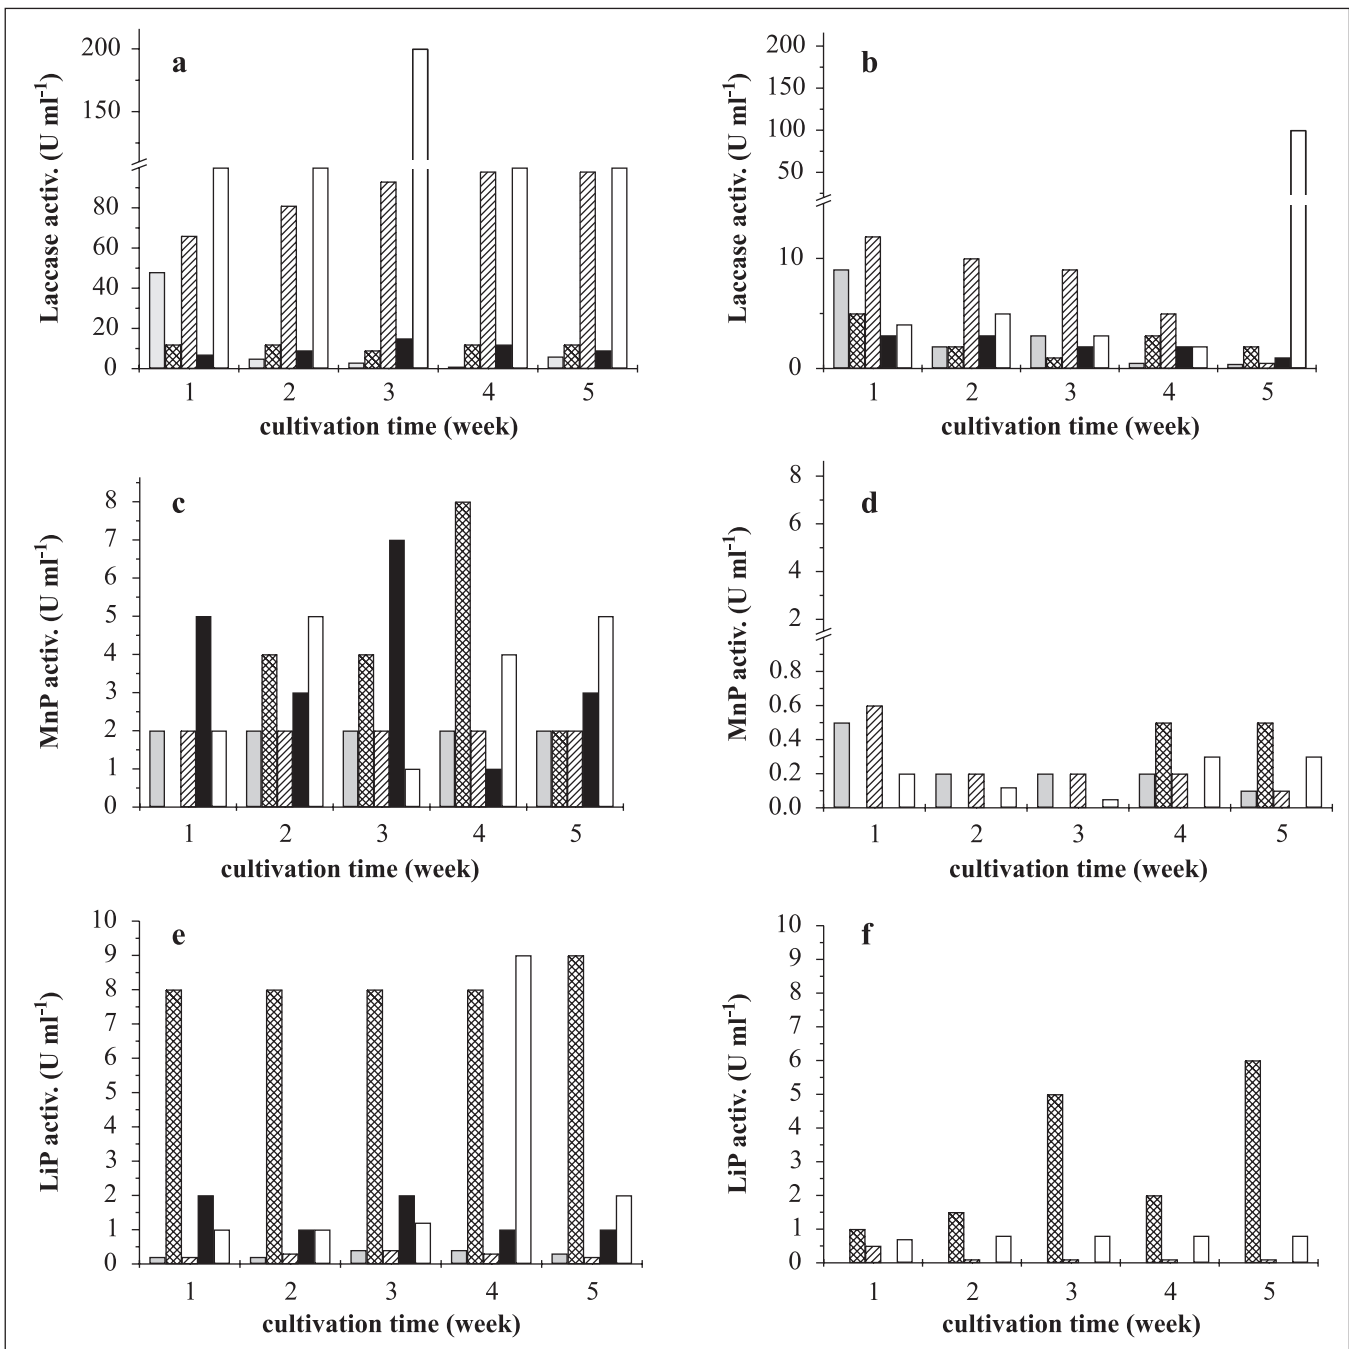 a
Laccase activ. (U ml-1)
200
150
80
60
40
20
0
1 2 3 4 5
cultivation time (week)
b
Laccase activ. (U ml-1)
200
150
100
50
10
0
1 2 3 4 5
cultivation time (week)
c
MnP activ. (U ml-1)
8
7
6
5
4
3
2
1
0
1 2 3 4 5
cultivation time (week)
d
MnP activ. (U ml-1)
8
6
4
2
0.8
0.6
0.4
0.2
0.0
1 2 3 4 5
cultivation time (week)
e
LiP activ. (U ml-1)
10
9
8
7
6
5
4
3
2
1
0
1 2 3 4 5
cultivation time (week)
f
LiP activ. (U ml-1)
10
9
8
7
6
5
4
3
2
1
0
1 2 3 4 5
cultivation time (week)